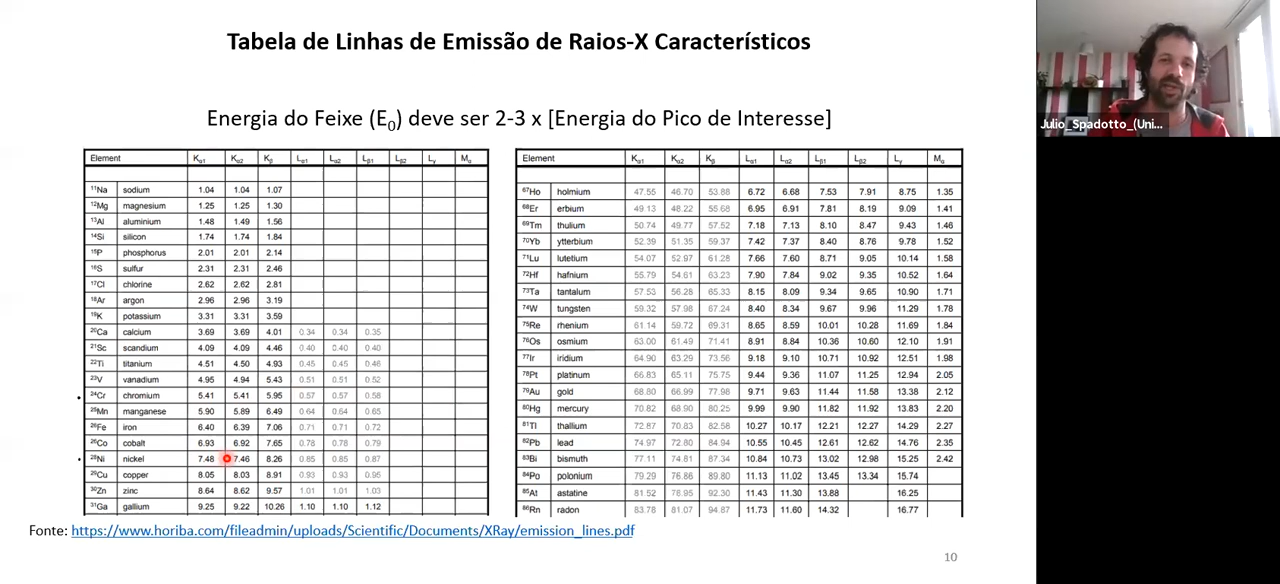 Tabela de Linhas de Emissão de Raios-X Característicos
Energia do Feixe (E0) deve ser 2-3 x [Energia do Pico de Interesse]
Julio_Spadotto_(Uni...
Element Kα1 Kα2 Kβ Lα1 Lα2 Lβ1 Lβ2 Lγ Mα
11Na sodium 1.04 1.04 1.07
12Mg magnesium 1.25 1.25 1.30
13Al aluminium 1.48 1.49 1.56
14Si silicon 1.74 1.74 1.84
15P phosphorus 2.01 2.01 2.14
16S sulfur 2.31 2.31 2.46
17Cl chlorine 2.62 2.62 2.81
18Ar argon 2.96 2.96 3.19
19K potassium 3.31 3.31 3.59
20Ca calcium 3.69 3.69 4.01 0.34 0.34 0.35
21Sc scandium 4.09 4.09 4.46 0.40 0.40 0.40
22Ti titanium 4.51 4.50 4.93 0.45 0.45 0.46
23V vanadium 4.95 4.94 5.43 0.51 0.51 0.52
24Cr chromium 5.41 5.41 5.95 0.57 0.57 0.58
25Mn manganese 5.90 5.89 6.49 0.64 0.64 0.65
26Fe iron 6.40 6.39 7.06 0.71 0.71 0.72
26Co cobalt 6.93 6.92 7.65 0.78 0.78 0.79
28Ni nickel 7.48 7.46 8.26 0.85 0.85 0.87
29Cu copper 8.05 8.03 8.91 0.93 0.93 0.95
30Zn zinc 8.64 8.62 9.57 1.01 1.01 1.03
31Ga gallium 9.25 9.22 10.26 1.10 1.10 1.12
Element Kα1 Kα2 Kβ Lα1 Lα2 Lβ1 Lβ2 Lγ Mα
67Ho holmium 47.55 46.70 53.88 6.72 6.68 7.53 7.91 8.75 1.35
68Er erbium 49.13 48.22 55.68 6.95 6.91 7.81 8.19 9.09 1.41
69Tm thulium 50.74 49.77 57.52 7.18 7.13 8.10 8.47 9.43 1.46
70Yb ytterbium 52.39 51.35 59.37 7.42 7.37 8.40 8.76 9.78 1.52
71Lu lutetium 54.07 52.97 61.28 7.66 7.60 8.71 9.05 10.14 1.58
72Hf hafnium 55.79 54.61 63.23 7.90 7.84 9.02 9.35 10.52 1.64
73Ta tantalum 57.53 56.28 65.33 8.15 8.09 9.34 9.65 10.90 1.71
74W tungsten 59.32 57.98 67.24 8.40 8.34 9.67 9.96 11.29 1.78
75Re rhenium 61.14 59.72 69.31 8.65 8.59 10.01 10.28 11.69 1.84
76Os osmium 63.00 61.49 71.41 8.91 8.84 10.36 10.60 12.10 1.91
77Ir iridium 64.90 63.29 73.56 9.18 9.10 10.71 10.92 12.51 1.98
78Pt platinum 66.83 65.11 75.75 9.44 9.36 11.07 11.25 12.94 2.05
79Au gold 68.80 66.99 77.98 9.71 9.63 11.44 11.58 13.38 2.12
80Hg mercury 70.82 68.90 80.25 9.99 9.90 11.82 11.92 13.83 2.20
81Tl thallium 72.87 70.83 82.58 10.27 10.17 12.21 12.27 14.29 2.27
82Pb lead 74.97 72.80 84.94 10.55 10.45 12.61 12.62 14.76 2.35
83Bi bismuth 77.11 74.81 87.34 10.84 10.73 13.02 12.98 15.25 2.42
84Po polonium 79.29 76.86 89.80 11.13 11.02 13.45 13.34 15.74
85At astatine 81.52 78.95 92.30 11.43 11.30 13.88 16.25
86Rn radon 83.78 81.07 94.87 11.73 11.60 14.32 16.77
Fonte: https://www.horiba.com/fileadmin/uploads/Scientific/Documents/XRay/emission_lines.pdf
10